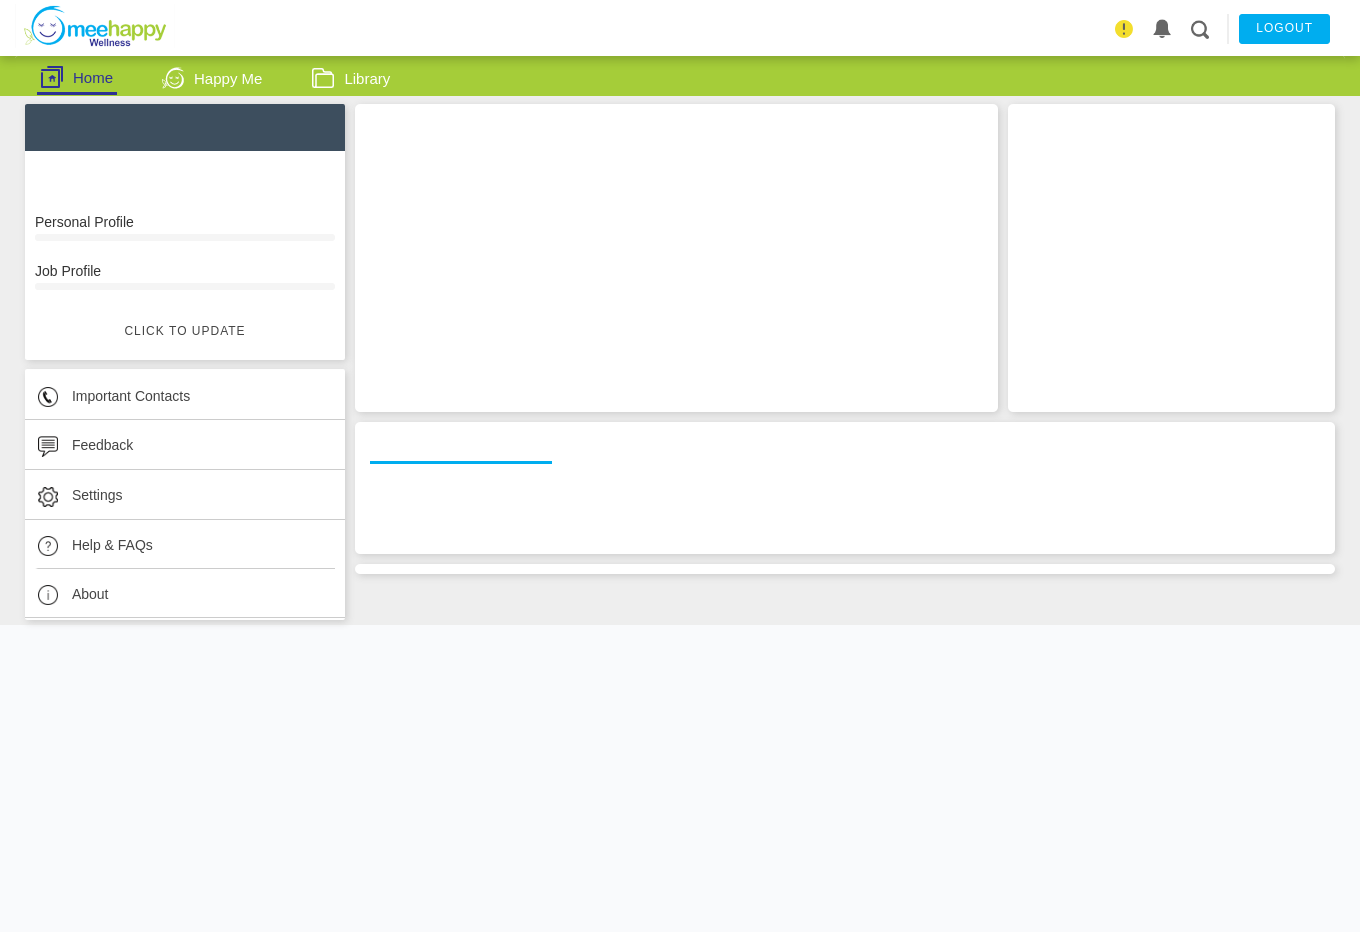 meehappy
Wellness
LOGOUT
Home
Happy Me
Library
Personal Profile
Job Profile
CLICK TO UPDATE
Important Contacts
Feedback
Settings
Help & FAQs
About